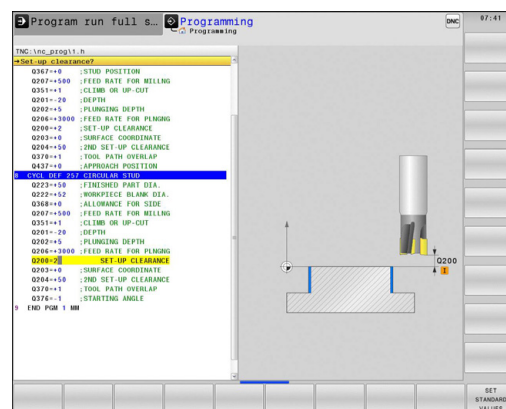 Program run full s…
Programming
Programming
DNC
07:41
TNC:\nc_prog\1.h
→Set-up clearance?
Q367=+0 ;STUD POSITION
Q207=+500 ;FEED RATE FOR MILLNG
Q351=+1 ;CLIMB OR UP-CUT
Q201=-20 ;DEPTH
Q202=+5 ;PLUNGING DEPTH
Q206=+3000 ;FEED RATE FOR PLNGNG
Q200=+2 ;SET-UP CLEARANCE
Q203=+0 ;SURFACE COORDINATE
Q204=+50 ;2ND SET-UP CLEARANCE
Q370=+1 ;TOOL PATH OVERLAP
Q437=+0 ;APPROACH POSITION
8 CYCL DEF 257 CIRCULAR STUD
Q223=+50 ;FINISHED PART DIA.
Q222=+52 ;WORKPIECE BLANK DIA.
Q368=+0 ;ALLOWANCE FOR SIDE
Q207=+500 ;FEED RATE FOR MILLNG
Q351=+1 ;CLIMB OR UP-CUT
Q201=-20 ;DEPTH
Q202=+5 ;PLUNGING DEPTH
Q206=+3000 ;FEED RATE FOR PLNGNG
Q200=2 SET-UP CLEARANCE
Q203=+0 ;SURFACE COORDINATE
Q204=+50 ;2ND SET-UP CLEARANCE
Q370=+1 ;TOOL PATH OVERLAP
Q376=-1 ;STARTING ANGLE
9 END PGM 1 MM
Q200
I
SET
STANDARD
VALUES